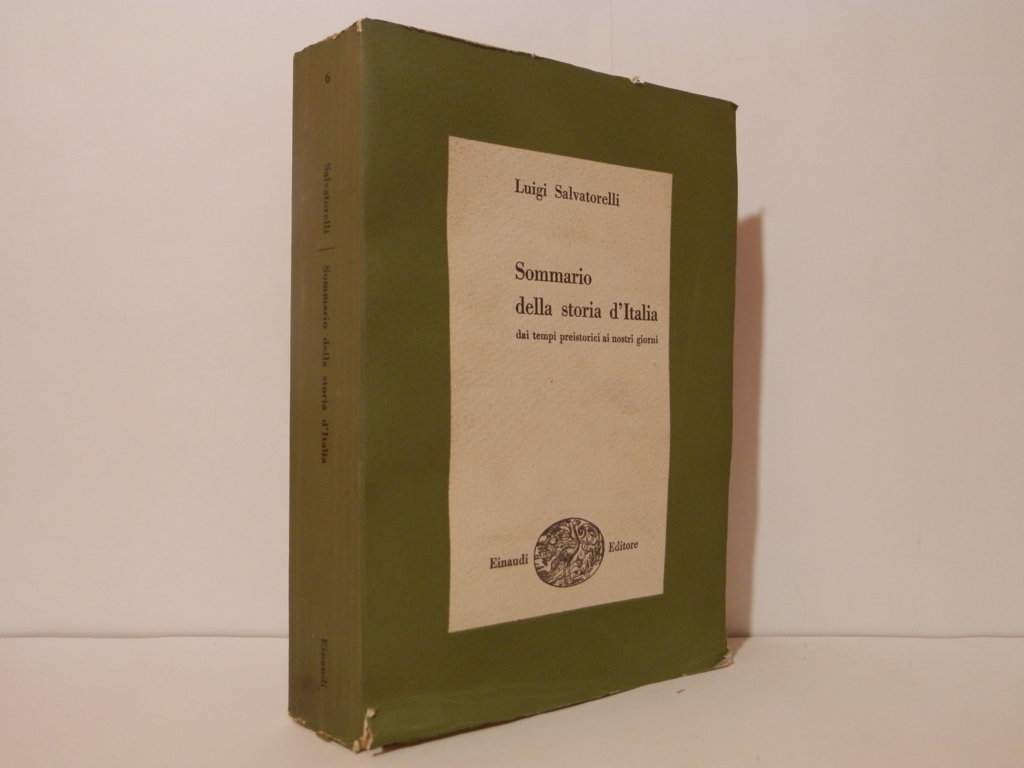 6
Salvatorelli | Sommario della storia d'Italia
Einaudi
Luigi Salvatorelli
Sommario
della storia d'Italia
dai tempi preistorici ai nostri giorni
Einaudi Editore